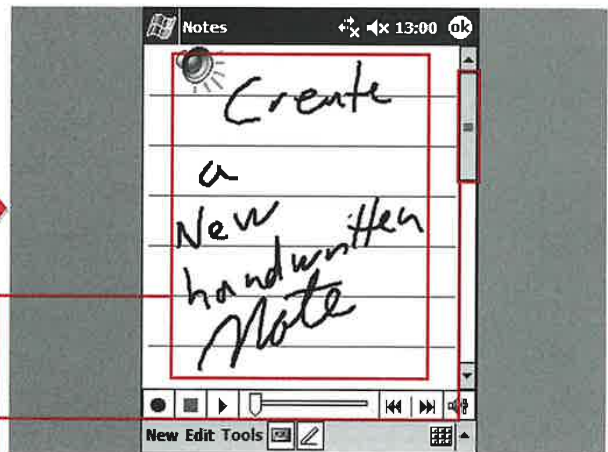 Notes 13:00 ok
Create
a
New
handwritten
Note
New Edit Tools